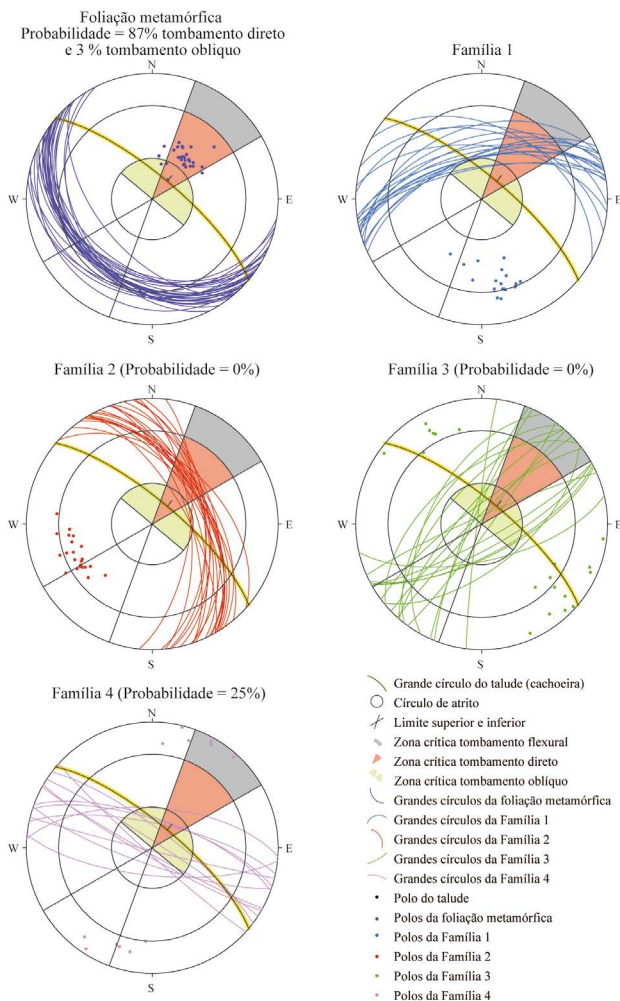 Foliação metamórfica
Probabilidade = 87% tombamento direto
e 3 % tombamento obliquo
N
W
E
S
Família 1
N
W
E
S
Família 2 (Probabilidade = 0%)
N
W
E
S
Família 3 (Probabilidade = 0%)
N
W
E
S
Família 4 (Probabilidade = 25%)
N
W
E
S
Grande círculo do talude (cachoeira)
Círculo de atrito
Limite superior e inferior
Zona crítica tombamento flexural
Zona crítica tombamento direto
Zona crítica tombamento oblíquo
Grandes círculos da foliação metamórfica
Grandes círculos da Família 1
Grandes círculos da Família 2
Grandes círculos da Família 3
Grandes círculos da Família 4
Polo do talude
Polos da foliação metamórfica
Polos da Família 1
Polos da Família 2
Polos da Família 3
Polos da Família 4